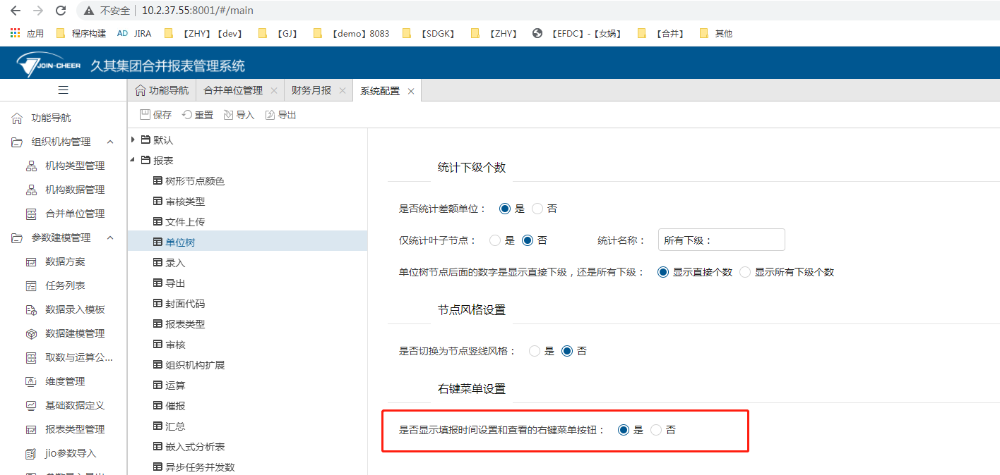 不安全 10.2.37.55:8001/#/main
应用 程序构建 AD JIRA 【ZHY】【dev】 【GJ】 【demo】8083 【SDGK】 【ZHY】 【EFDC】-【女娲】 【合并】 其他
JOIN-CHEER 久其集团合并报表管理系统
功能导航 合并单位管理 财务月报 系统配置
保存 重置 导入 导出
功能导航
组织机构管理
机构类型管理
机构数据管理
合并单位管理
参数建模管理
数据方案
任务列表
数据录入模板
数据建模管理
取数与运算公...
维度管理
基础数据定义
报表类型管理
jio参数导入
默认
报表
树形节点颜色
审核类型
文件上传
单位树
录入
导出
封面代码
报表类型
审核
组织机构扩展
运算
催报
汇总
嵌入式分析表
异步任务并发数
统计下级个数
是否统计差额单位： 是 否
仅统计叶子节点： 是 否 统计名称： 所有下级：
单位树节点后面的数字是显示直接下级，还是所有下级： 显示直接个数 显示所有下级个数
节点风格设置
是否切换为节点竖线风格： 是 否
右键菜单设置
是否显示填报时间设置和查看的右键菜单按钮： 是 否